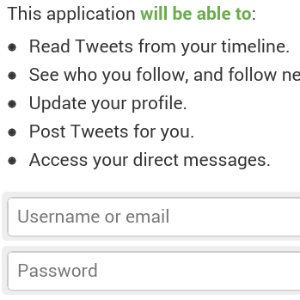 This application will be able to:
Read Tweets from your timeline.
See who you follow, and follow ne
Update your profile.
Post Tweets for you.
Access your direct messages.
Username or email
Password